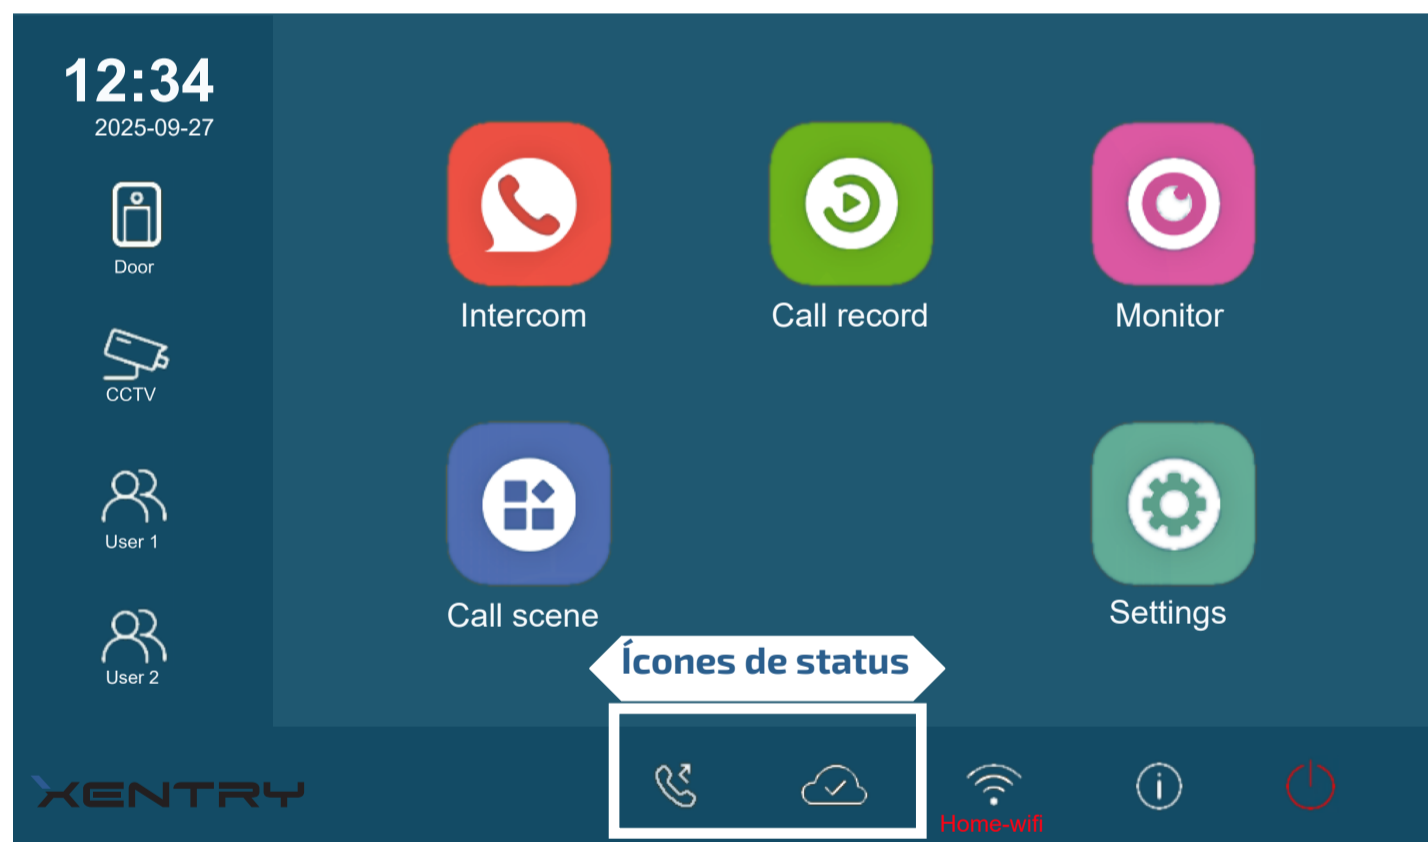 12:34
2025-09-27
Door
CCTV
User 1
User 2
Intercom
Call record
Monitor
Call scene
Settings
Ícones de status
XENTRY
Home-wifi